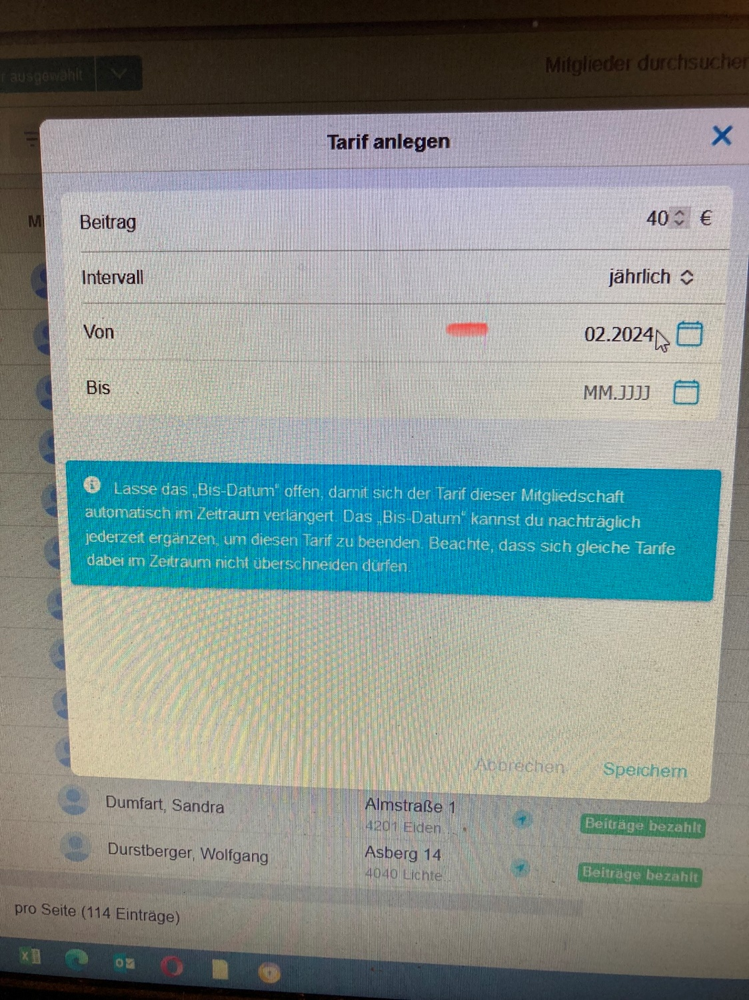 r ausgewählt
Mitglieder durchsuchen
Tarif anlegen
M
Beitrag
40 €
Intervall
jährlich
Von
02.2024
Bis
MM.JJJJ
Lasse das „Bis-Datum" offen, damit sich der Tarif dieser Mitgliedschaft
automatisch im Zeitraum verlängert. Das „Bis-Datum" kannst du nachträglich
jederzeit ergänzen, um diesen Tarif zu beenden. Beachte, dass sich gleiche Tarife
dabei im Zeitraum nicht überschneiden dürfen.
Abbrechen
Speichern
Dumfart, Sandra
Almstraße 1
4201 Eiden...
Beiträge bezahlt
Durstberger, Wolfgang
Asberg 14
4040 Lichte...
Beiträge bezahlt
pro Seite (114 Einträge)